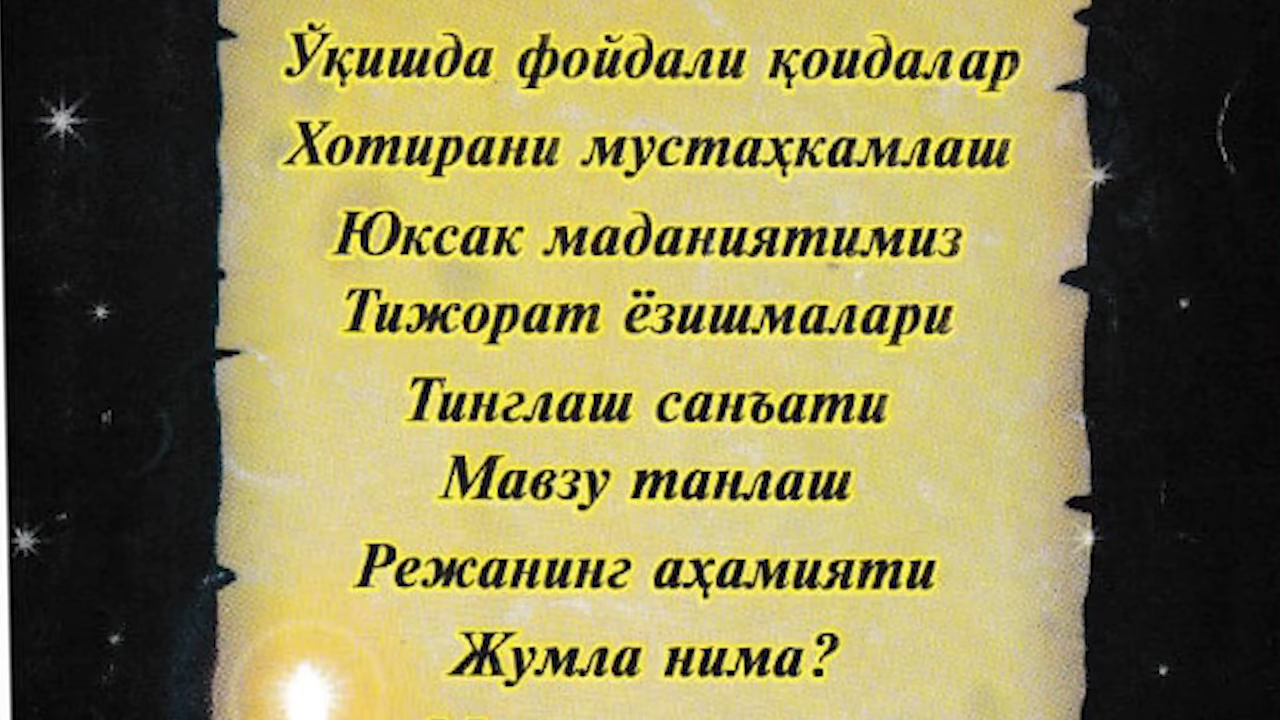 Ўқишда фойдали қоидалар
Хотирани мустаҳкамлаш
Юксак маданиятимиз
Тижорат ёзишмалари
Тинглаш санъати
Мавзу танлаш
Режанинг аҳамияти
Жумла нима?